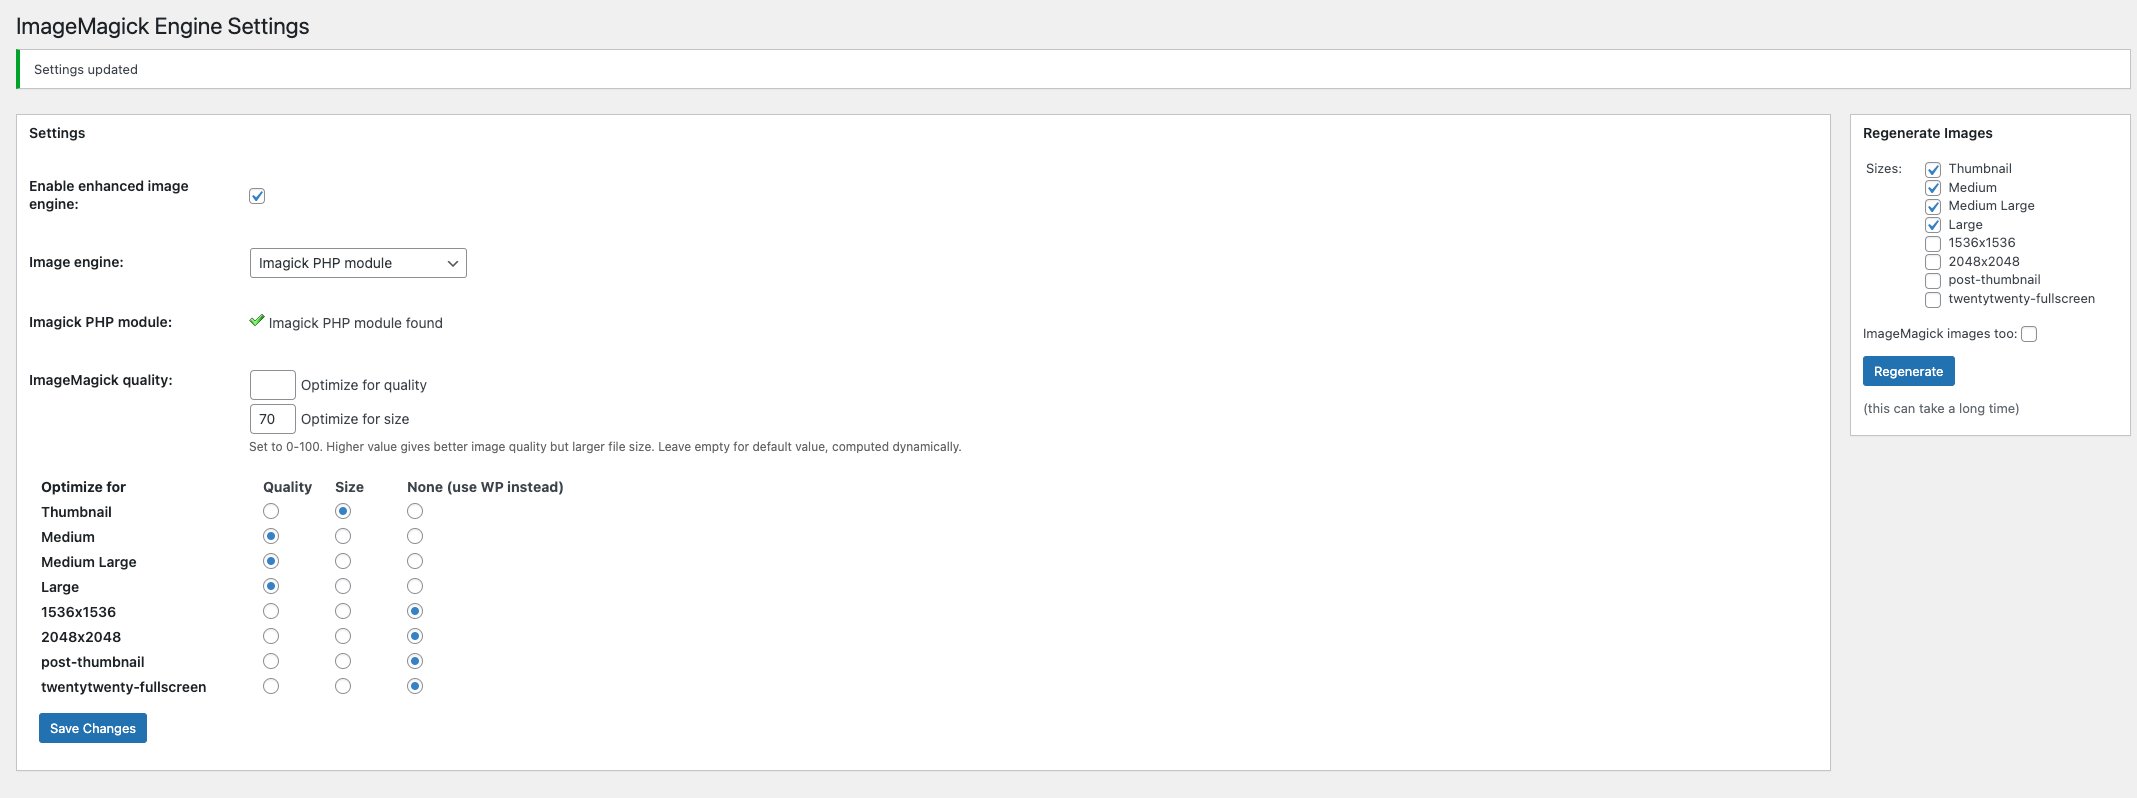 ImageMagick Engine Settings
Settings updated
Settings
Enable enhanced image
engine:
Image engine:
Imagick PHP module
Imagick PHP module:
Imagick PHP module found
ImageMagick quality:
Optimize for quality
70 Optimize for size
Set to 0-100. Higher value gives better image quality but larger file size. Leave empty for default value, computed dynamically.
Optimize for Quality Size None (use WP instead)
Thumbnail
Medium
Medium Large
Large
1536x1536
2048x2048
post-thumbnail
twentytwenty-fullscreen
Save Changes
Regenerate Images
Sizes: Thumbnail
Medium
Medium Large
Large
1536x1536
2048x2048
post-thumbnail
twentytwenty-fullscreen
ImageMagick images too:
Regenerate
(this can take a long time)